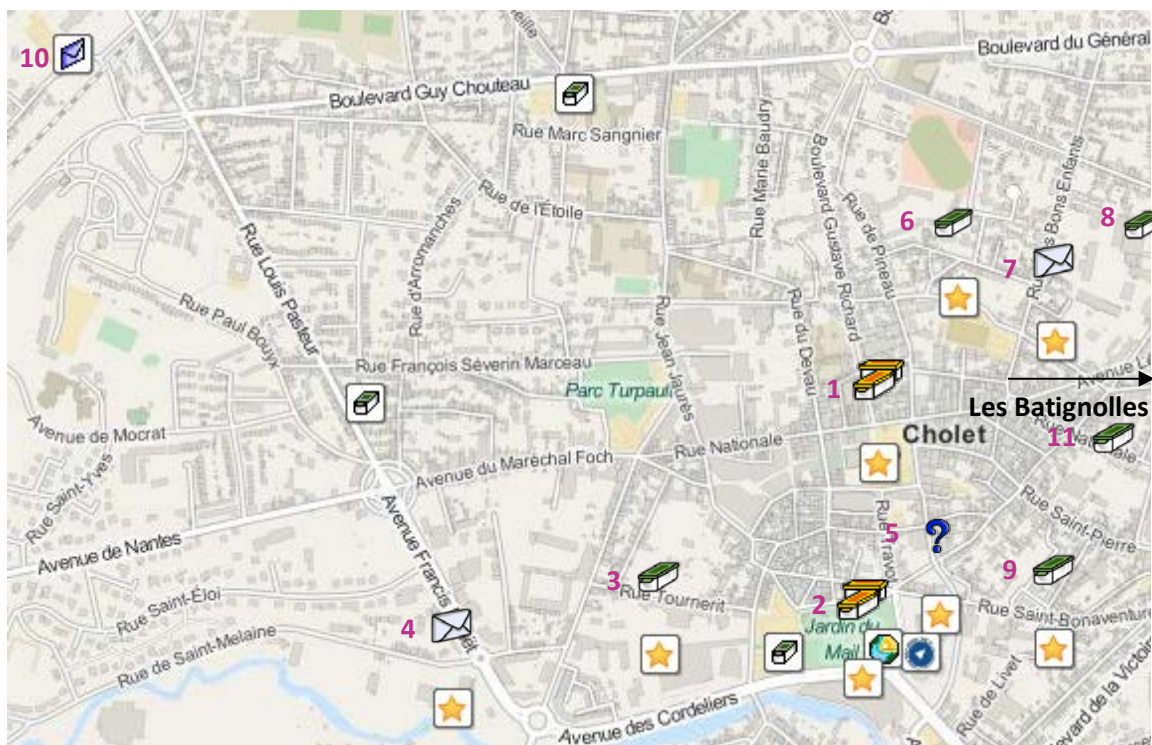 10
Boulevard du Général
Boulevard Guy Chouteau
Rue Marc Sangnier
Rue Marie Baudry
Boulevard Gustave Richard
Rue de Pineau
Rue de l'Étoile
Rue d'Arromanches
6
8
7
Bons Enfants
Rue Louis Pasteur
Rue Paul Bouyx
Rue Jean Jaurès
Rue du Devau
Rue François Séverin Marceau
Parc Turpault
1
Avenue
Les Batignolles
Avenue de Mocrat
Rue Nationale
Cholet
11
Avenue du Maréchal Foch
Rue Saint-Yves
Avenue de Nantes
Avenue Francis
Rue Travot
5
?
Rue Saint-Pierre
3
Rue Tournerit
9
2
Rue Saint-Éloi
4
Rue Saint-Bonaventure
Jardin du
Mail
Rue de Saint-Melaine
Avenue des Cordeliers
Rue de Livet
de la Victoire